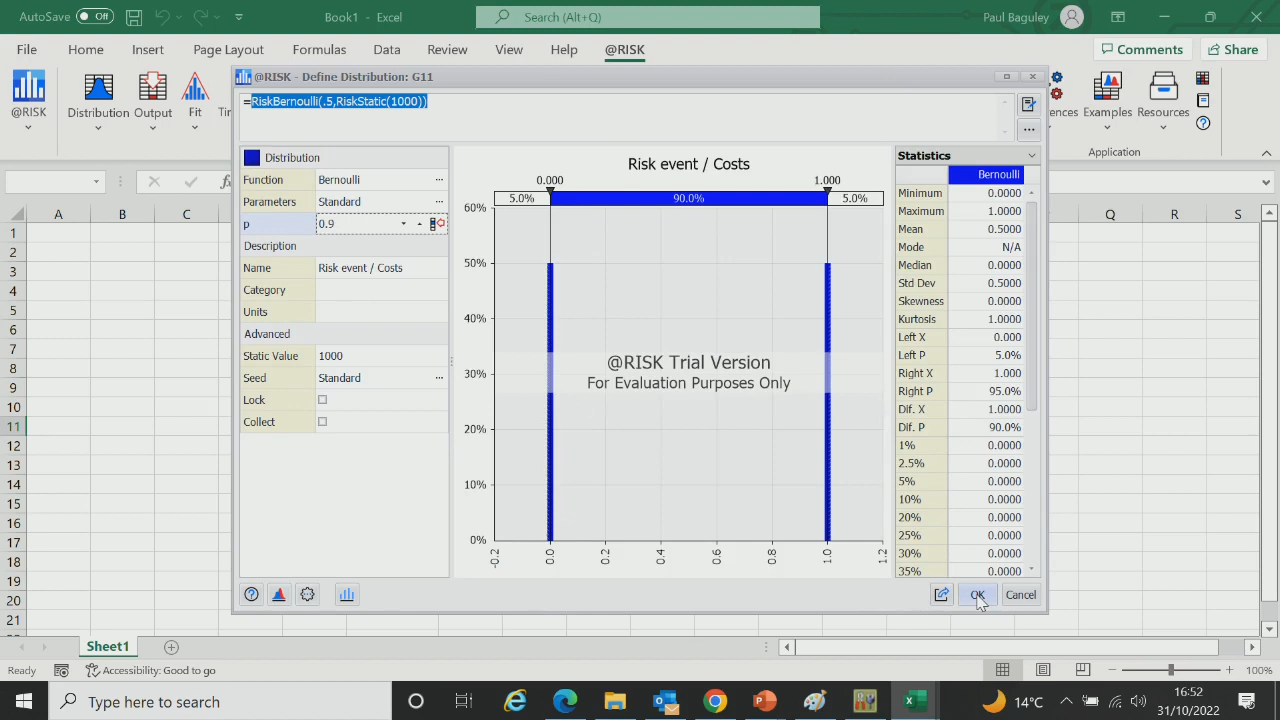 AutoSave Off Book1 - Excel Search (Alt+Q) Paul Baguley
File Home Insert Page Layout Formulas Data Review View Help @RISK Comments Share
@RISK Distribution Output Fit Examples Resources
Application
@RISK - Define Distribution: G11
=RiskBernoulli(.5,RiskStatic(1000))
Distribution
Function Bernoulli
Parameters Standard
p 0.9
Description
Name Risk event / Costs
Category
Units
Advanced
Static Value 1000
Seed Standard
Lock
Collect
Risk event / Costs
0.000 1.000
5.0% 90.0% 5.0%
60%
50%
40%
30%
20%
10%
0%
-0.2 0.0 0.2 0.4 0.6 0.8 1.0 1.2
@RISK Trial Version
For Evaluation Purposes Only
Statistics
Bernoulli
Minimum 0.0000
Maximum 1.0000
Mean 0.5000
Mode N/A
Median 0.0000
Std Dev 0.5000
Skewness 0.0000
Kurtosis 1.0000
Left X 0.000
Left P 5.0%
Right X 1.000
Right P 95.0%
Dif. X 1.0000
Dif. P 90.0%
1% 0.0000
2.5% 0.0000
5% 0.0000
10% 0.0000
20% 0.0000
25% 0.0000
30% 0.0000
35% 0.0000
OK Cancel
A B C Q R S
1
2
3
4
5
6
7
8
9
10
11
12
13
14
15
16
17
18
19
20
Sheet1
Ready Accessibility: Good to go 100%
Type here to search 14°C 16:52
31/10/2022